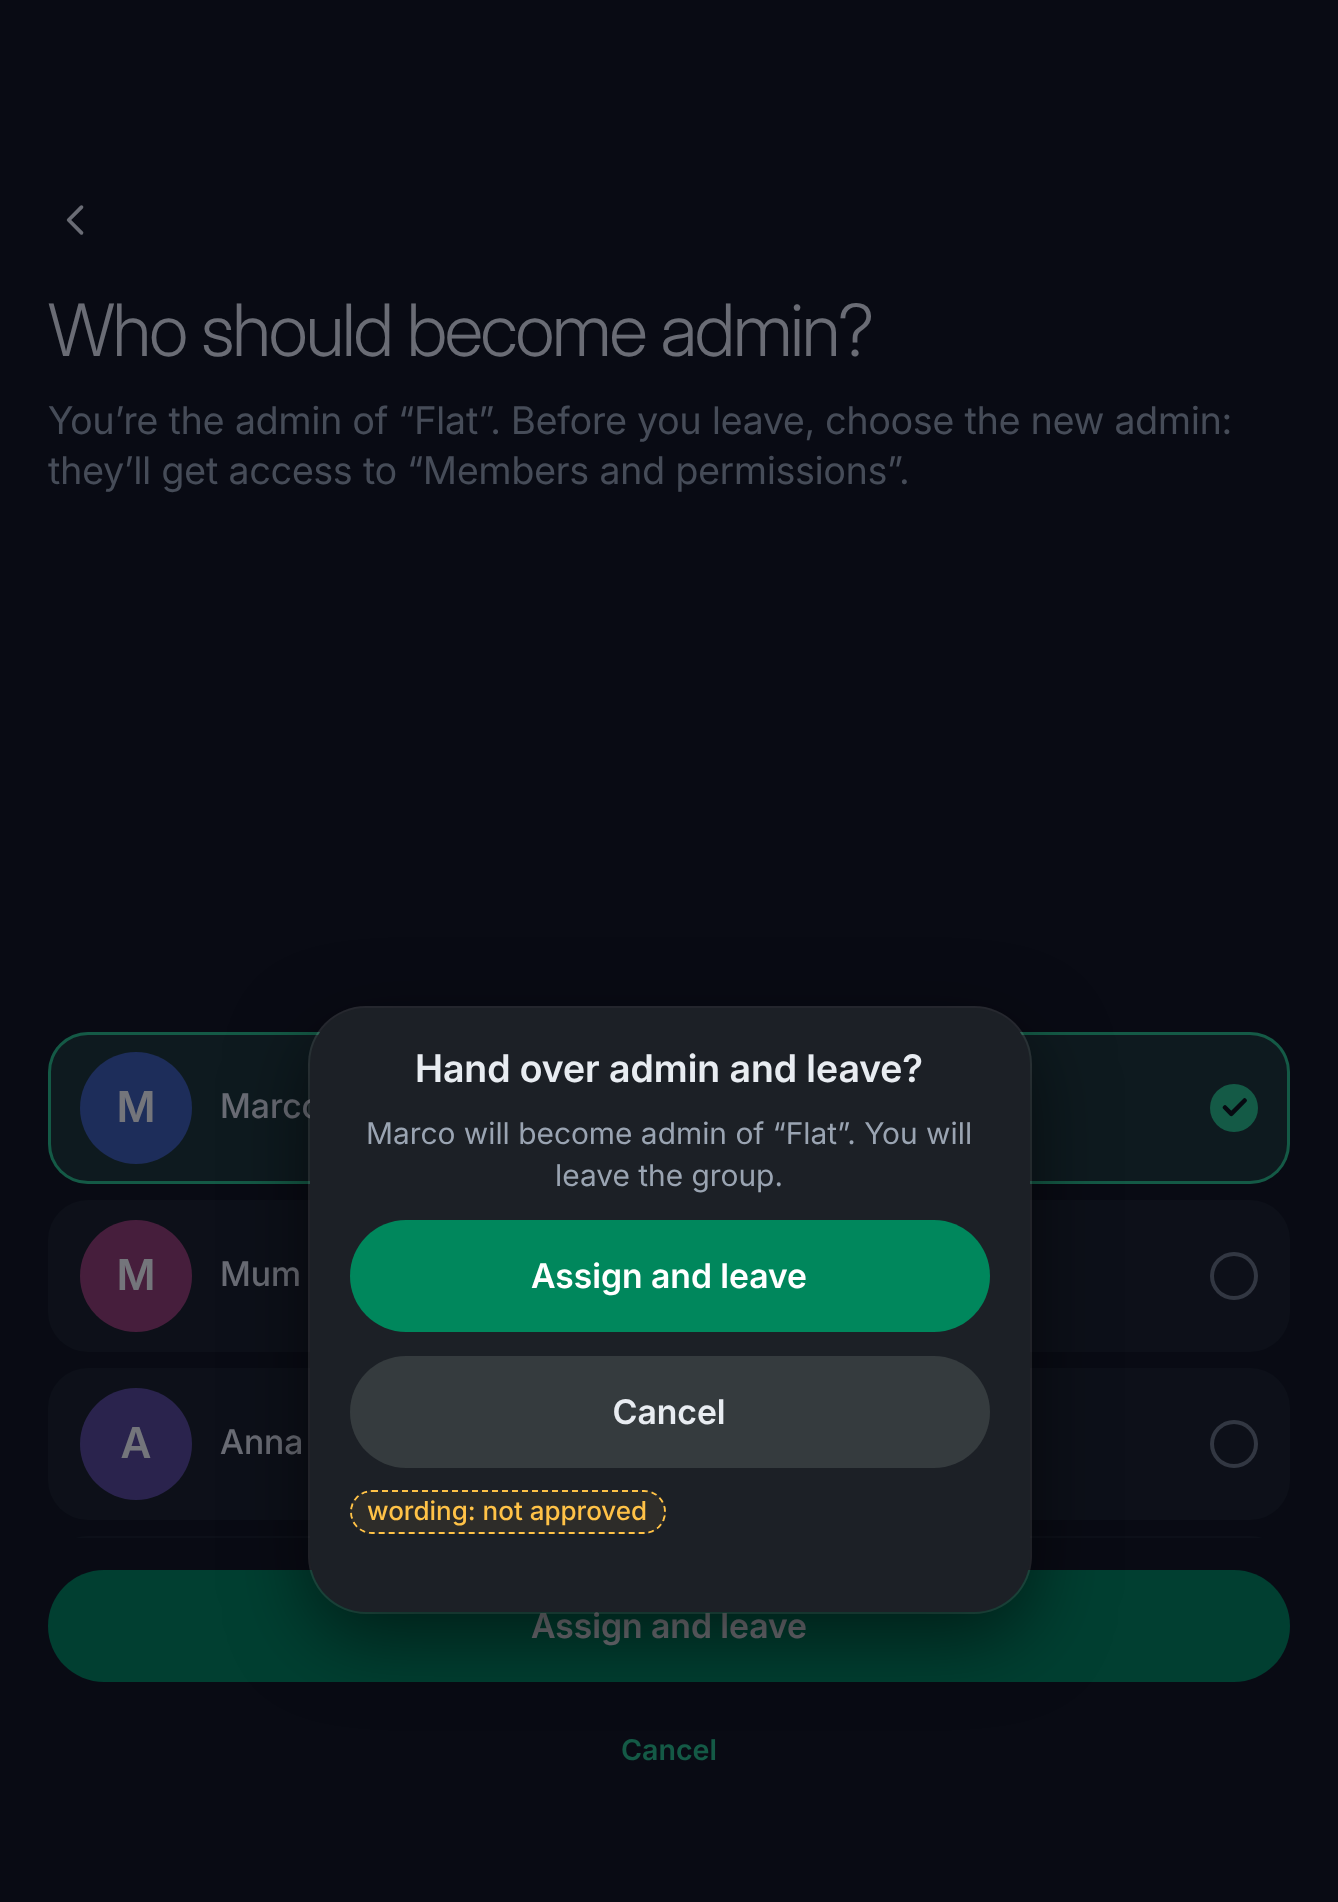 Who should become admin?
You’re the admin of “Flat”. Before you leave, choose the new admin:
they’ll get access to “Members and permissions”.
Hand over admin and leave?
Marco will become admin of “Flat”. You will
leave the group.
M
Marco
Assign and leave
M
Mum
Cancel
A
Anna
wording: not approved
Assign and leave
Cancel